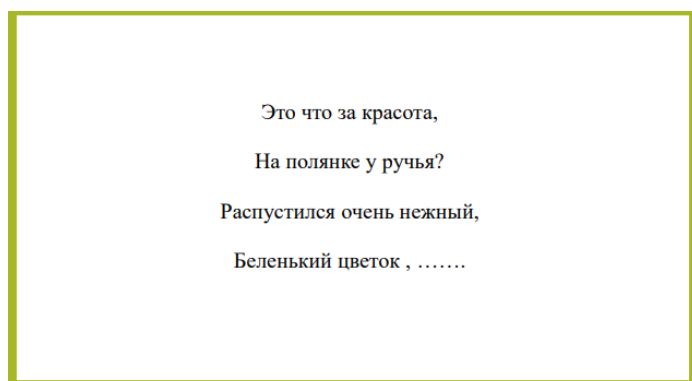 Это что за красота,
На полянке у ручья?
Распустился очень нежный,
Беленький цветок , …….